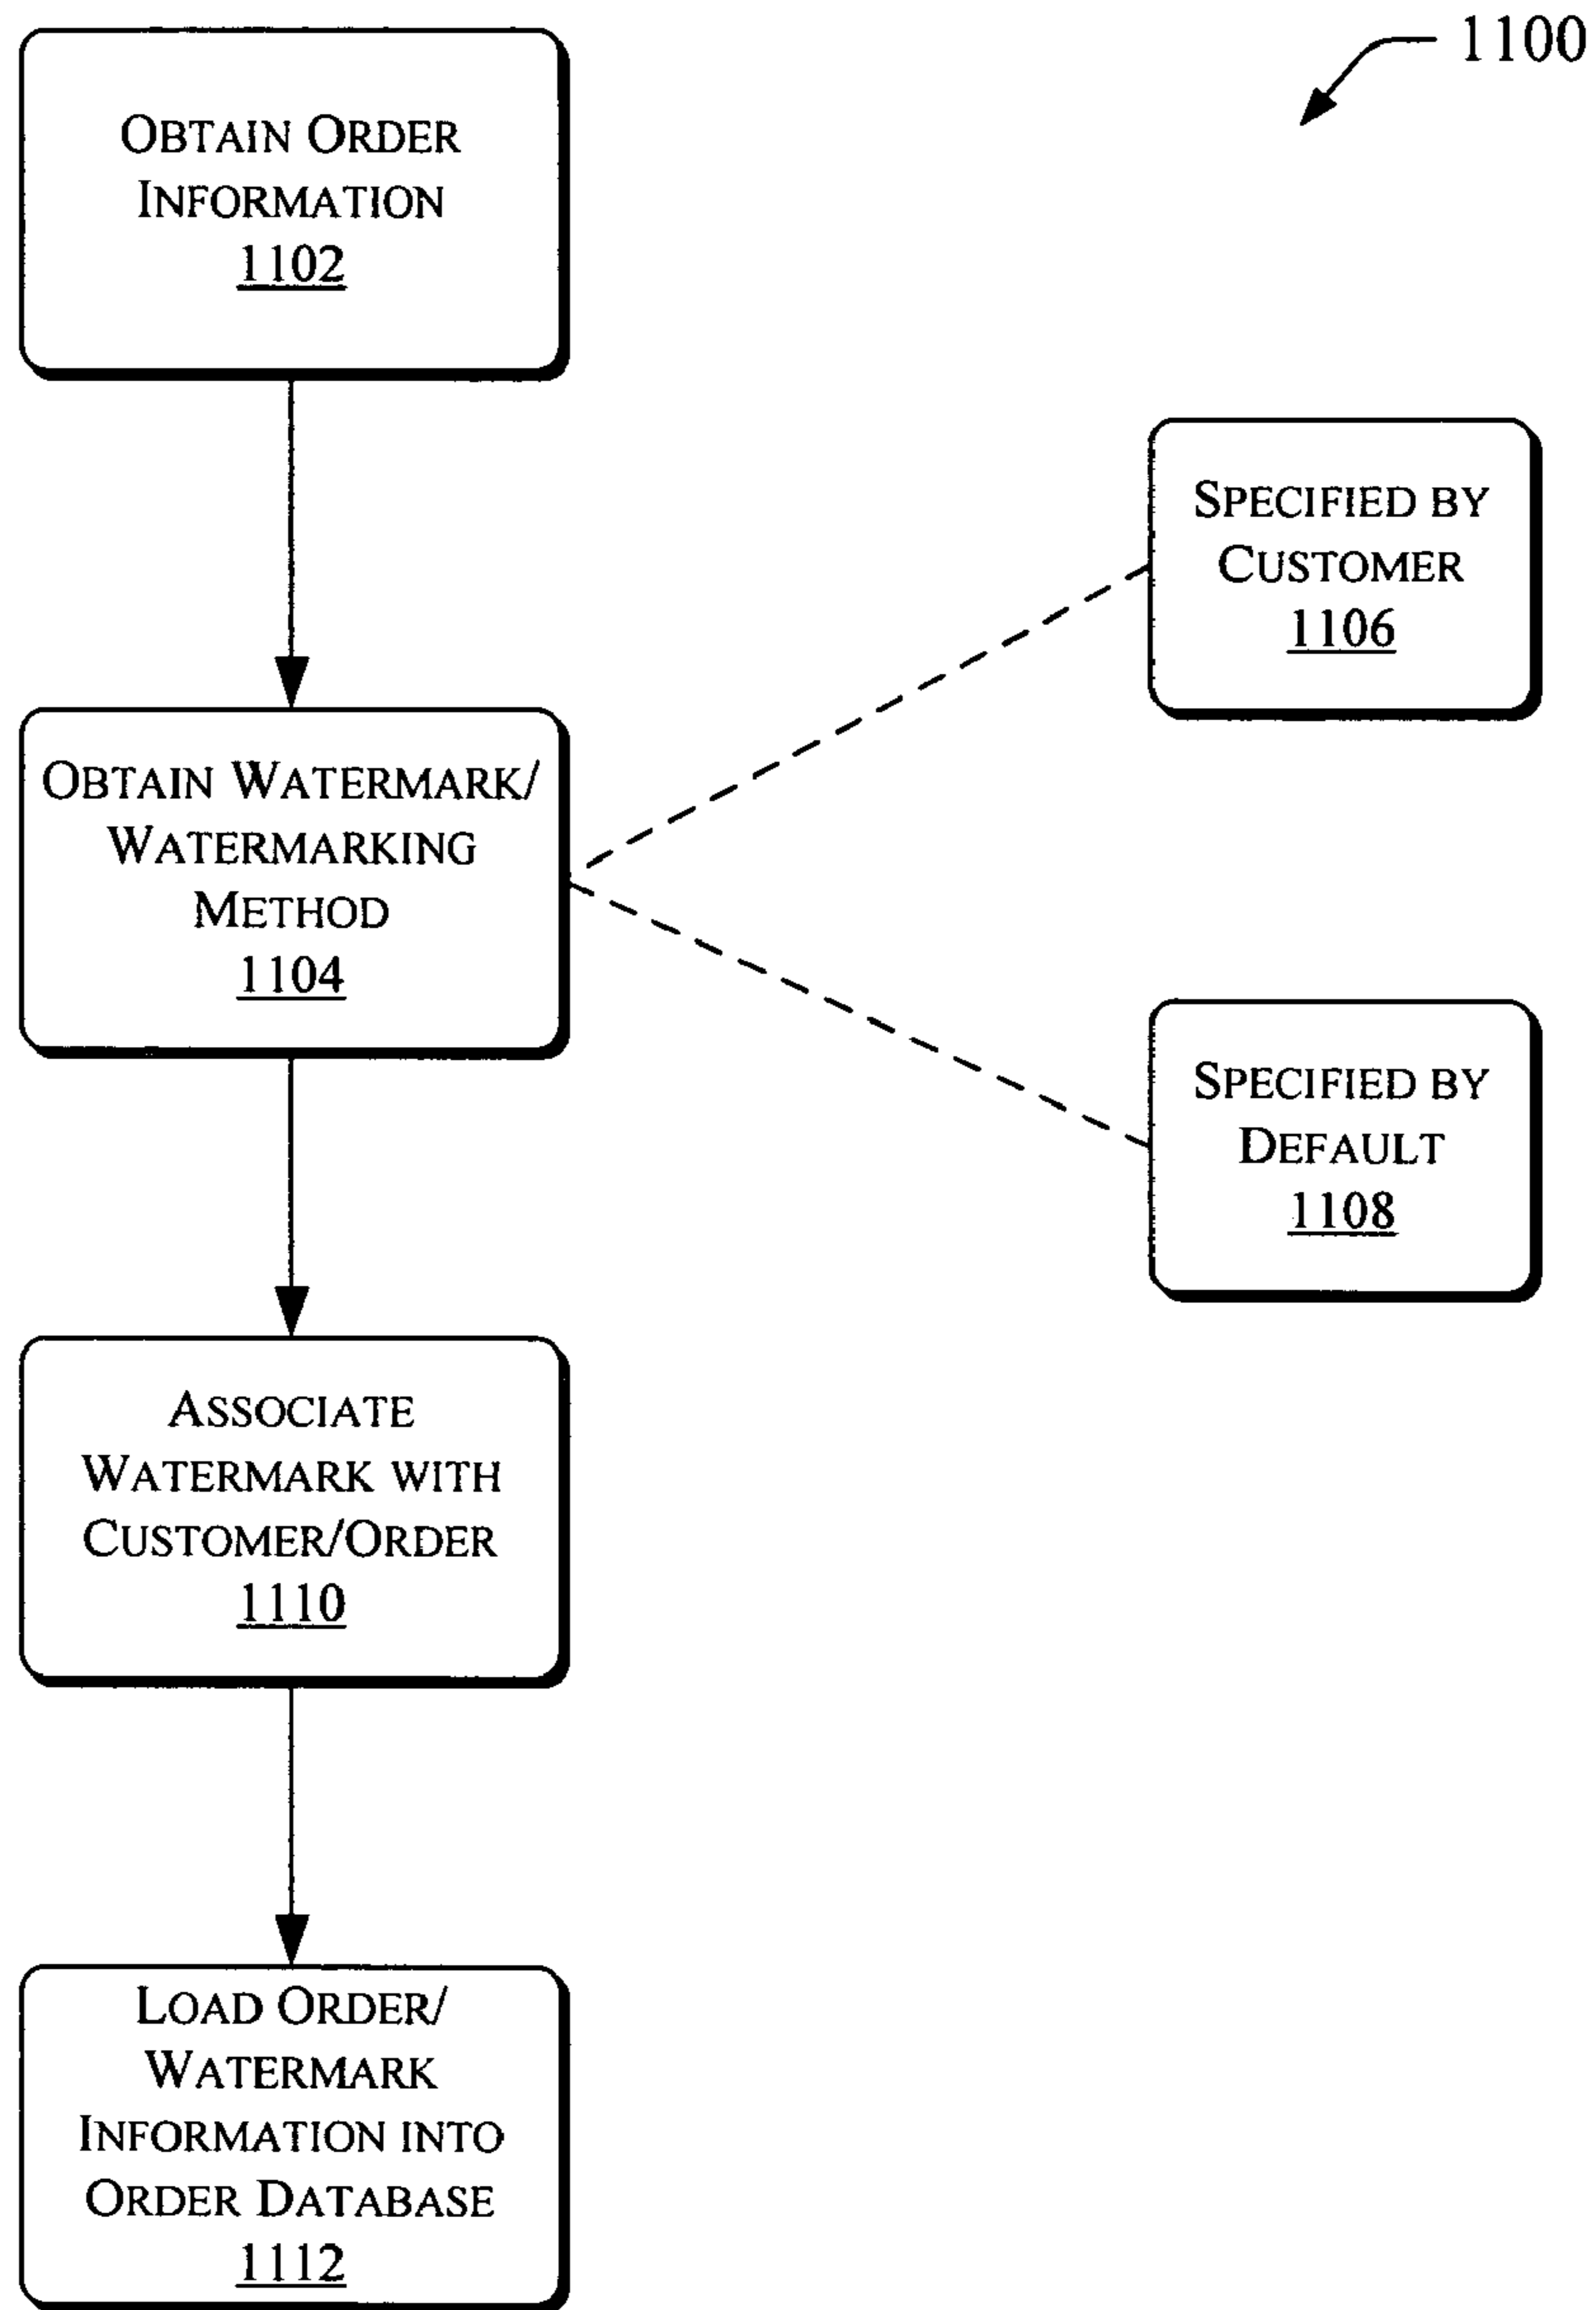 1100
OBTAIN ORDER
INFORMATION
1102
OBTAIN WATERMARK/
WATERMARKING
METHOD
1104
SPECIFIED BY
CUSTOMER
1106
SPECIFIED BY
DEFAULT
1108
ASSOCIATE
WATERMARK WITH
CUSTOMER/ORDER
1110
LOAD ORDER/
WATERMARK
INFORMATION INTO
ORDER DATABASE
1112